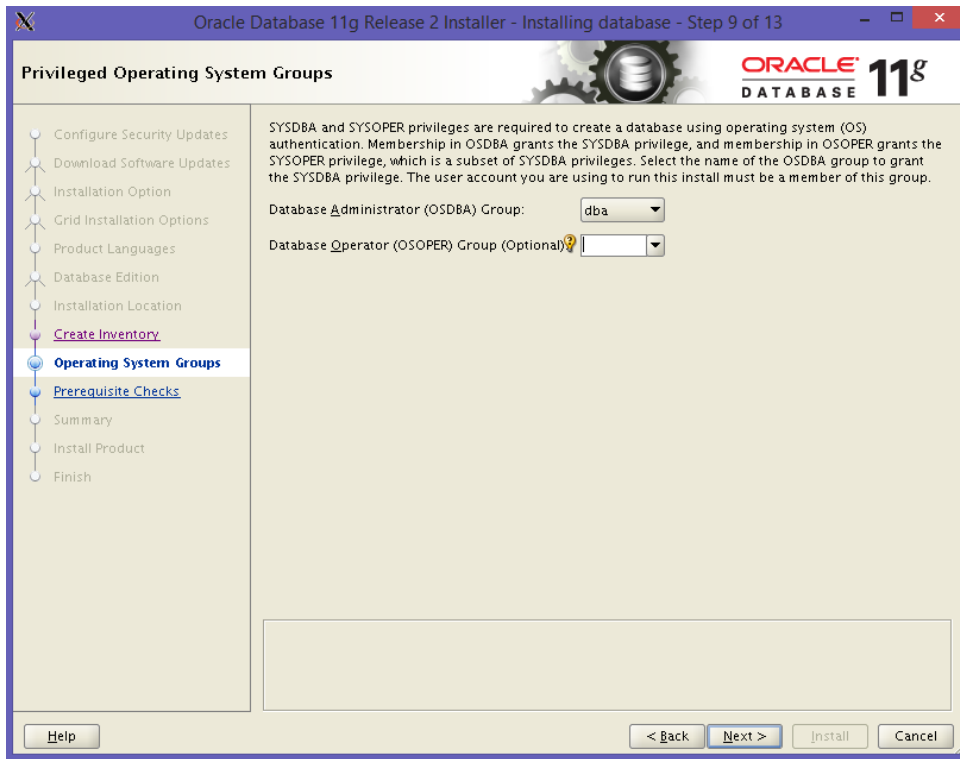 Oracle Database 11g Release 2 Installer - Installing database - Step 9 of 13
Privileged Operating System Groups
ORACLE
DATABASE
11g
Configure Security Updates
Download Software Updates
Installation Option
Grid Installation Options
Product Languages
Database Edition
Installation Location
Create Inventory
Operating System Groups
Prerequisite Checks
Summary
Install Product
Finish
SYSDBA and SYSOPER privileges are required to create a database using operating system (OS)
authentication. Membership in OSDBA grants the SYSDBA privilege, and membership in OSOPER grants the
SYSOPER privilege, which is a subset of SYSDBA privileges. Select the name of the OSDBA group to grant
the SYSDBA privilege. The user account you are using to run this install must be a member of this group.
Database Administrator (OSDBA) Group: dba
Database Operator (OSOPER) Group (Optional)
Help
< Back
Next >
Install
Cancel